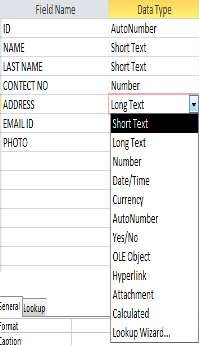 Field Name Data Type
ID AutoNumber
NAME Short Text
LAST NAME Short Text
CONTECT NO Number
ADDRESS Long Text
EMAIL ID Short Text
PHOTO Long Text
Number
Date/Time
Currency
AutoNumber
Yes/No
OLE Object
Hyperlink
Attachment
General Lookup Calculated
Format Lookup Wizard...
Caption